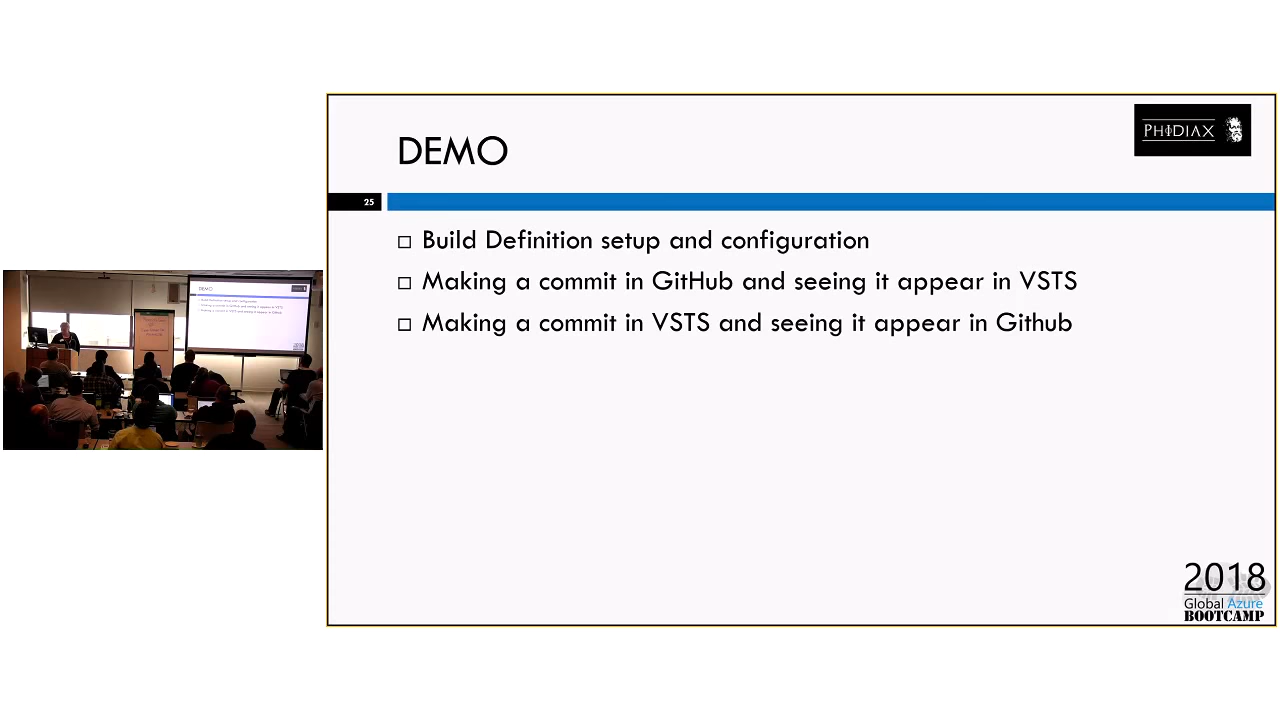 PHIDIAX
DEMO
25
Build Definition setup and configuration
Making a commit in GitHub and seeing it appear in VSTS
Making a commit in VSTS and seeing it appear in Github
2018
Global Azure
BOOTCAMP
DEMO